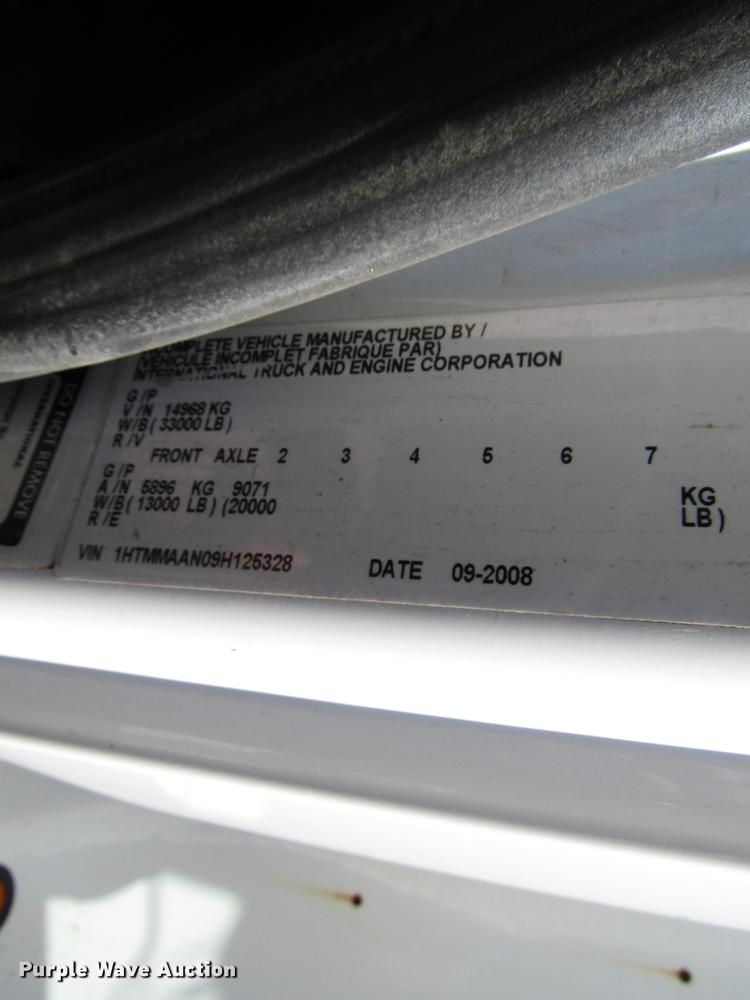 COMPLETE VEHICLE MANUFACTURED BY /
(VEHICULE INCOMPLET FABRIQUE PAR)
INTERNATIONAL TRUCK AND ENGINE CORPORATION
G /P
V /N 14968 KG
W/B( 33000 LB)
R /V
FRONT AXLE 2 3 4 5 6 7
G /P
A /N 5896 KG 9071 KG
W/B( 13000 LB ) (20000 LB )
R /E
VIN 1HTMMAAN09H125328 DATE 09-2008
DO NOT REMOVE
INTERNATIONAL
Purple Wave Auction